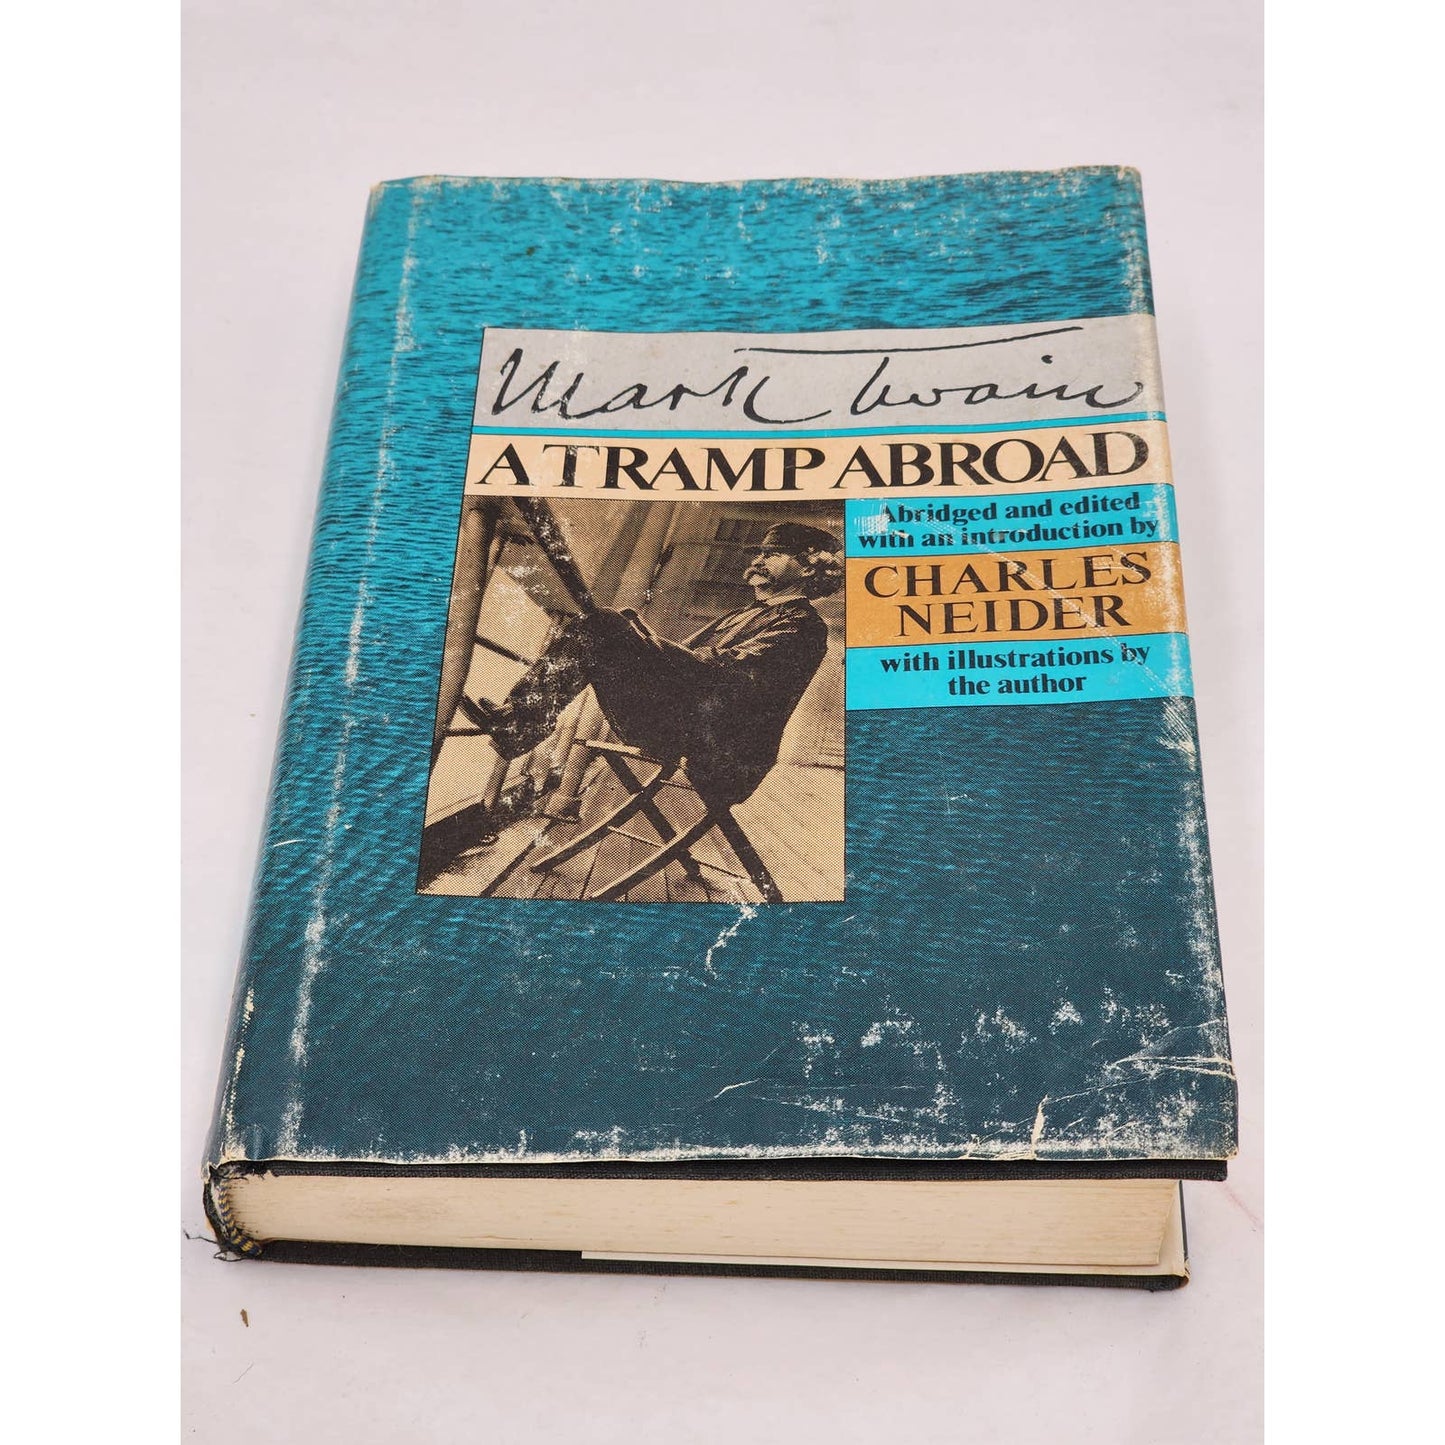 Mark Twain
A TRAMP ABROAD
Abridged and edited
with an introduction by
CHARLES
NEIDER
with illustrations by
the author